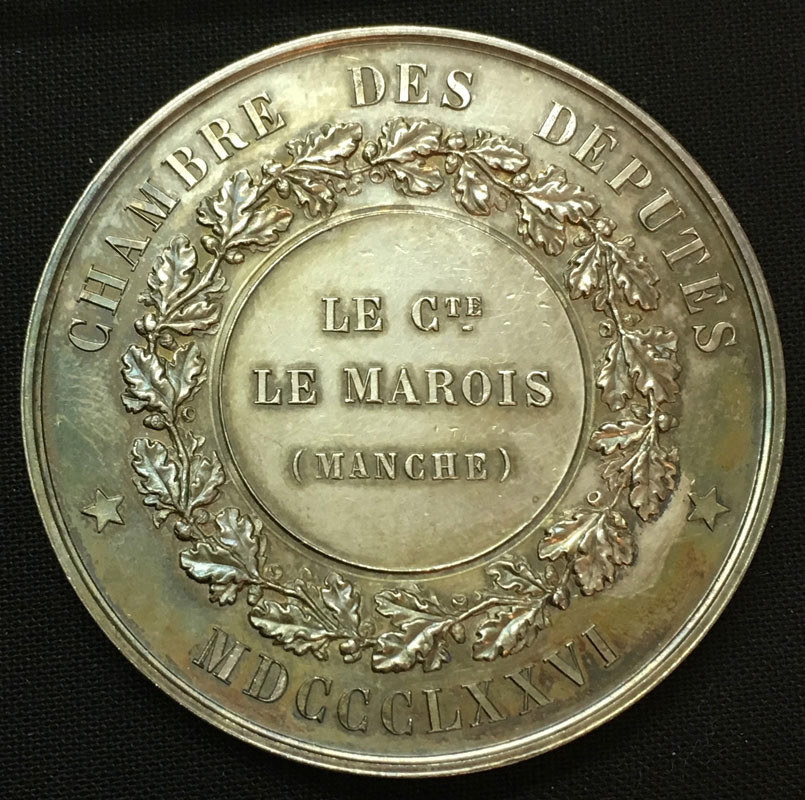 CHAMBRE DES DÉPUTÉS
LE CTE
LE MAROIS
(MANCHE)
MDCCCLXXVI